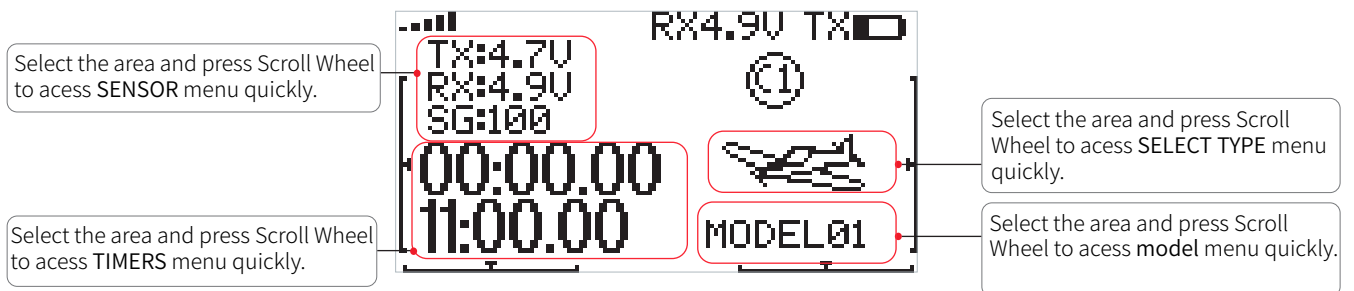 RX4.9V TX
TX:4.7V
RX:4.9V
SG:100
C1
00:00.00
11:00.00
MODEL01
Select the area and press Scroll Wheel
to acess SENSOR menu quickly.
Select the area and press Scroll Wheel
to acess TIMERS menu quickly.
Select the area and press Scroll
Wheel to acess SELECT TYPE menu
quickly.
Select the area and press Scroll
Wheel to acess model menu quickly.